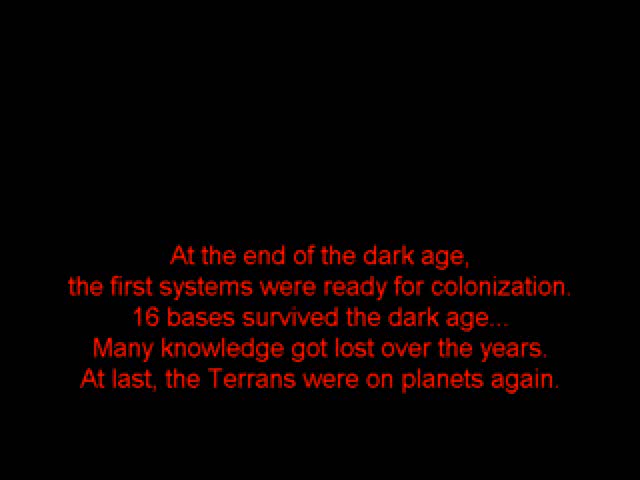 At the end of the dark age,
the first systems were ready for colonization.
16 bases survived the dark age...
Many knowledge got lost over the years.
At last, the Terrans were on planets again.